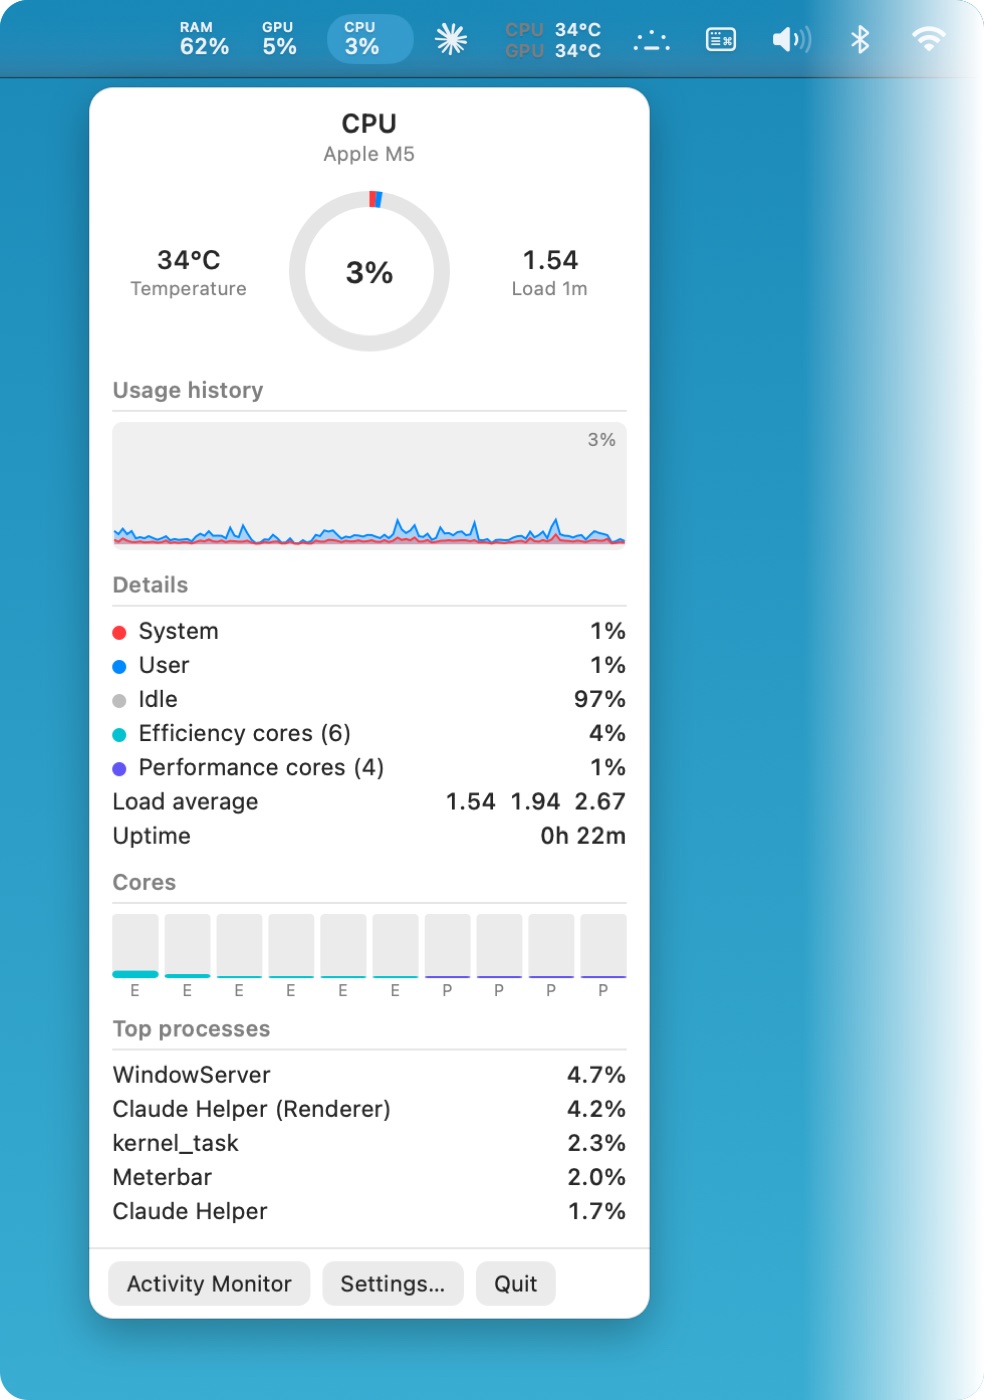 RAM GPU CPU
62% 5% 3%
CPU 34°C
GPU 34°C
CPU
Apple M5
34°C
Temperature
3%
1.54
Load 1m
Usage history
3%
Details
System 1%
User 1%
Idle 97%
Efficiency cores (6) 4%
Performance cores (4) 1%
Load average 1.54 1.94 2.67
Uptime 0h 22m
Cores
E E E E E E P P P P
Top processes
WindowServer 4.7%
Claude Helper (Renderer) 4.2%
kernel_task 2.3%
Meterbar 2.0%
Claude Helper 1.7%
Activity Monitor Settings... Quit